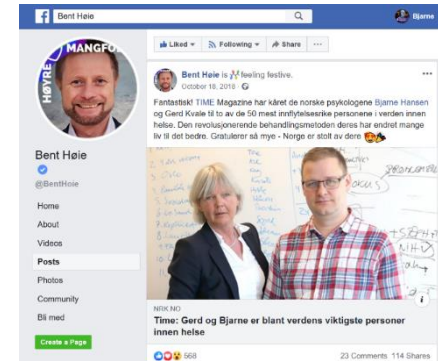 Bent Høie
Bjarne
HØYRE MANGFO
Liked Following Share
Bent Høie is feeling festive.
October 18, 2018
Fantastisk! TIME Magazine har kåret de norske psykologene Bjarne Hansen
og Gerd Kvale til to av de 50 mest innflytelsesrike personene i verden innen
helse. Den revolusjonerende behandlingsmetoden deres har endret mange
liv til det bedre. Gratulerer så mye - Norge er stolt av dere
Bent Høie
@BentHoie
Home
About
Videos
Posts
Photos
Community
Bli med
Create a Page
NRK.NO
Time: Gerd og Bjarne er blant verdens viktigste personer
innen helse
568
23 Comments 114 Shares